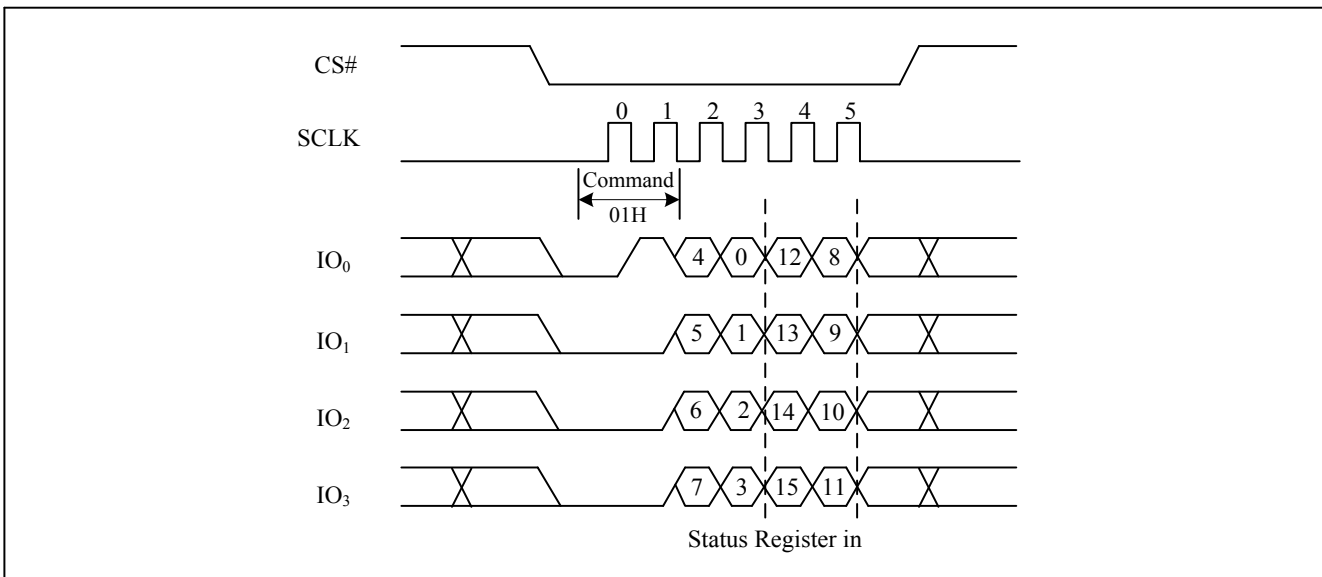 CS#
0 1 2 3 4 5
SCLK
Command
01H
IO0 4 0 12 8
IO1 5 1 13 9
IO2 6 2 14 10
IO3 7 3 15 11
Status Register in